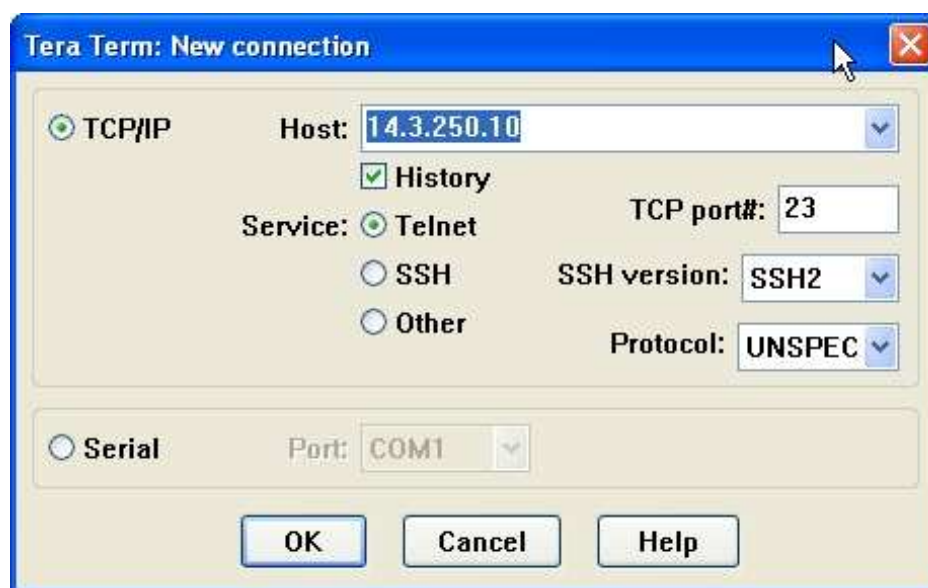 Tera Term: New connection
TCP/IP Host: 14.3.250.10
History
TCP port#: 23
Service: Telnet
SSH SSH version: SSH2
Other
Protocol: UNSPEC
Serial Port: COM1
OK Cancel Help